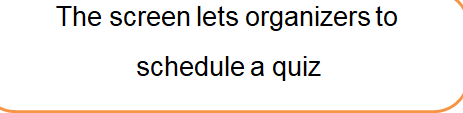 The screen lets organizers to
schedule a quiz